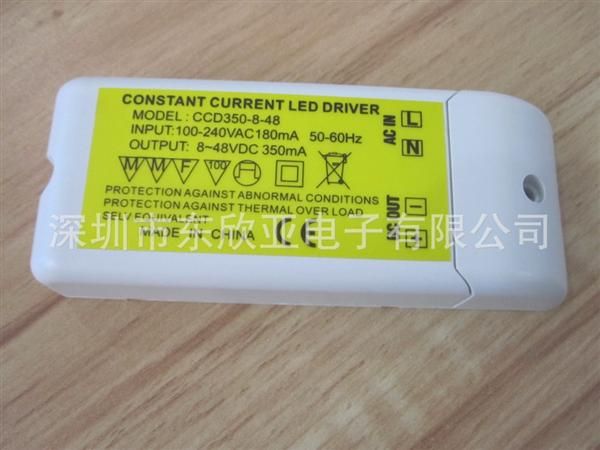 CONSTANT CURRENT LED DRIVER
MODEL: CCD350-8-48
INPUT:100-240VAC180mA 50-60Hz
OUTPUT: 8~48VDC 350mA
M M F 100
PROTECTION AGAINST ABNORMAL CONDITIONS
PROTECTION AGAINST THERMAL OVER LOAD
SELV EQUIVALENT
MADE IN CHINA CE
AC IN L N
OUT - +
深圳市东欣亚电子有限公司